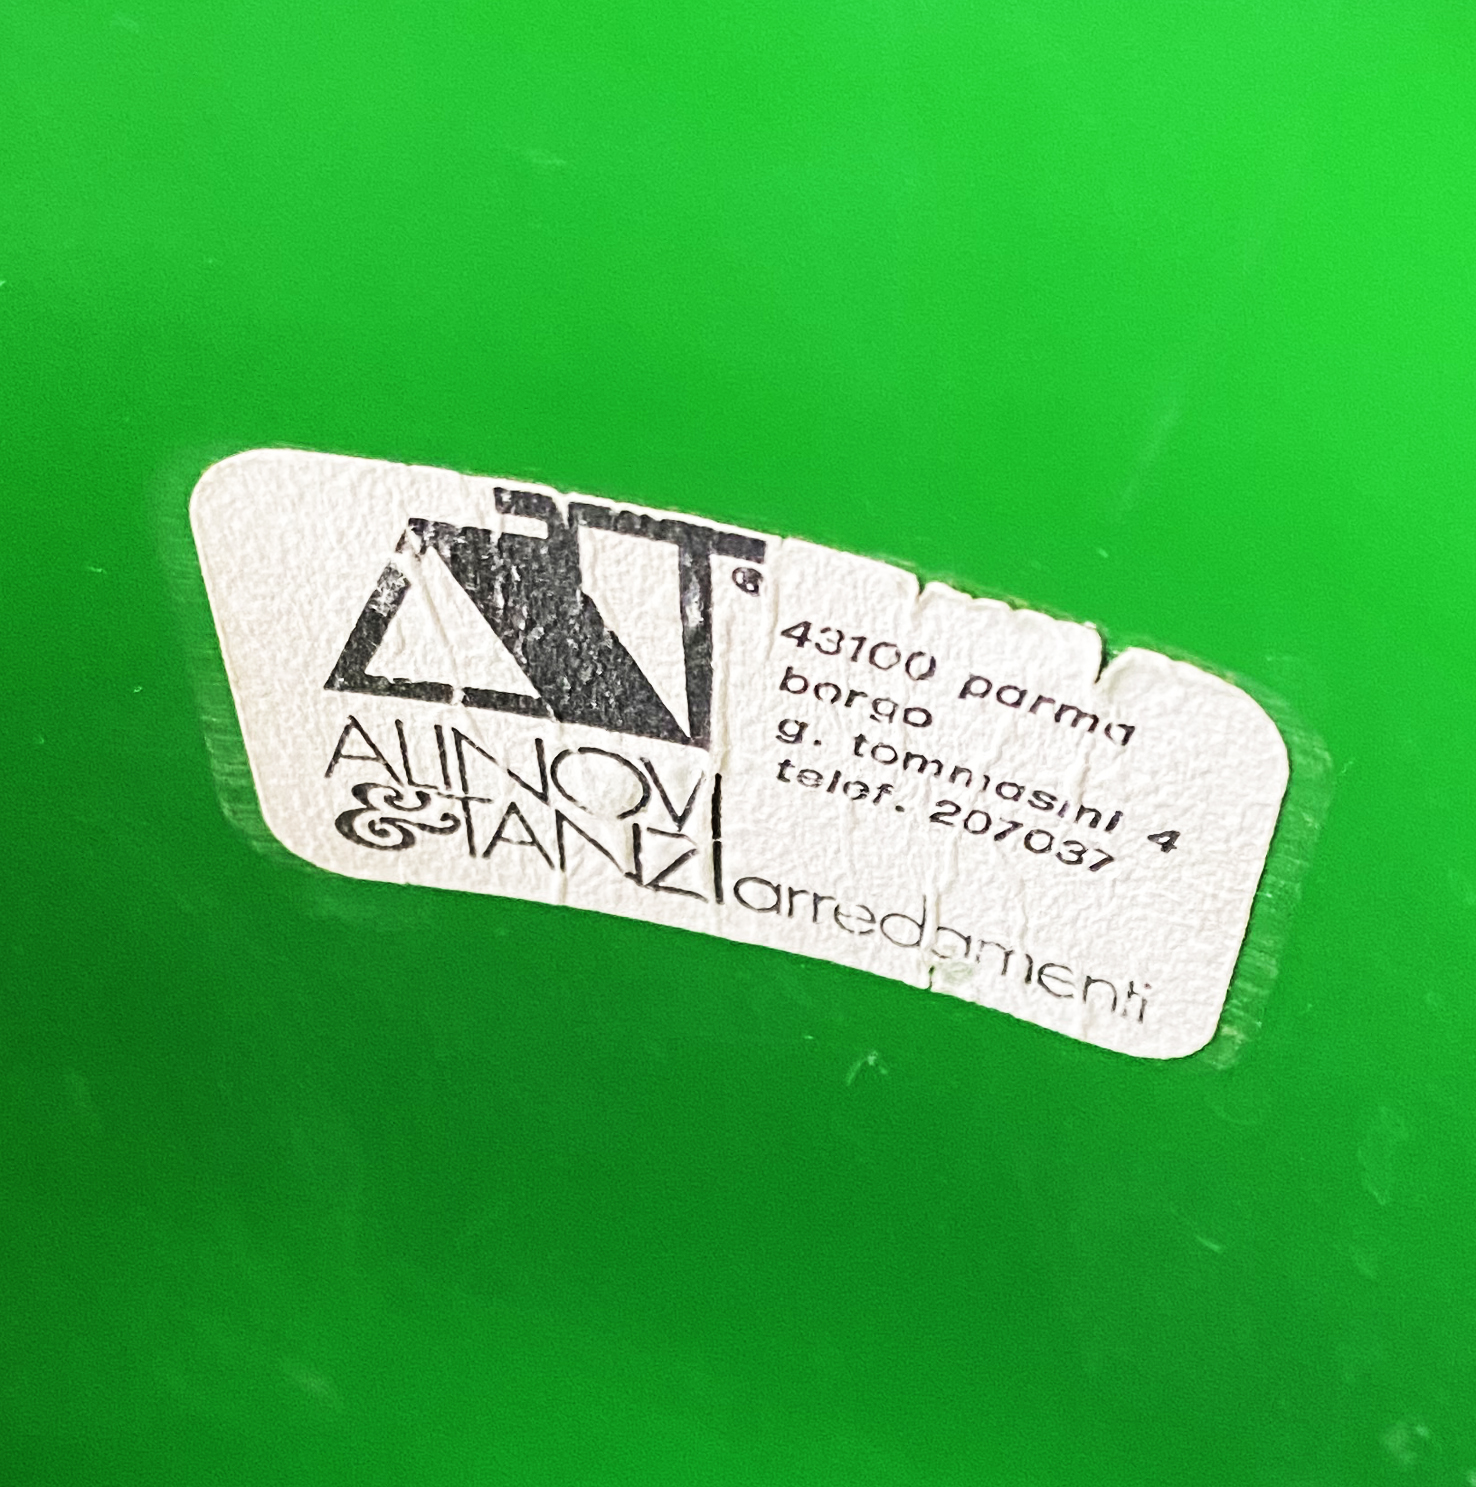 A&T
ALINOVI
&TANZI
43100 parma
borgo
g. tommasini 4
telef. 207037
arredamenti